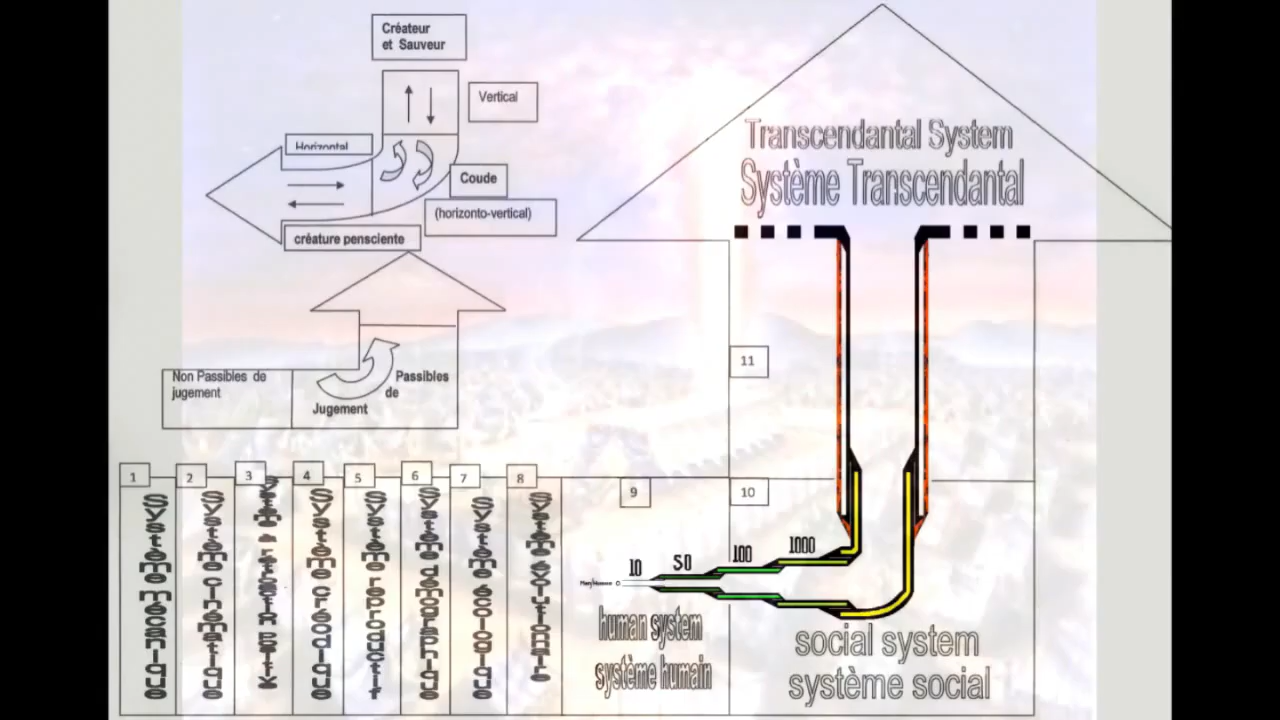 Créateur
et Sauveur
Vertical
Horizontal
Coude
(horizonto-vertical)
créature pensciente
Non Passibles de
jugement
Passibles
de
Jugement
Transcendantal System
Système Transcendantal
11
1
2
3
4
5
6
7
8
9
10
Système mécanique
Système cinématique
Système
Système reproductif
Système démographique
Système écologique
Système
10
50
100
1000
human system
système humain
social system
système social